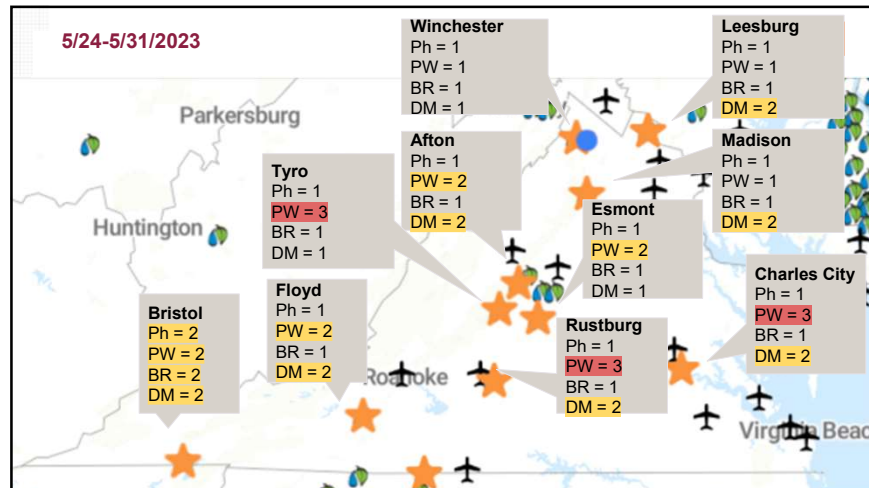 5/24-5/31/2023
Winchester
Ph = 1
PW = 1
BR = 1
DM = 1
Leesburg
Ph = 1
PW = 1
BR = 1
DM = 2
Parkersburg
Afton
Ph = 1
PW = 2
BR = 1
DM = 2
Madison
Ph = 1
PW = 1
BR = 1
DM = 2
Tyro
Ph = 1
PW = 3
BR = 1
DM = 1
Huntington
Esmont
Ph = 1
PW = 2
BR = 1
DM = 1
Charles City
Ph = 1
PW = 3
BR = 1
DM = 2
Bristol
Ph = 2
PW = 2
BR = 2
DM = 2
Floyd
Ph = 1
PW = 2
BR = 1
DM = 2
Rustburg
Ph = 1
PW = 3
BR = 1
DM = 2
Roanoke
Virginia Beac